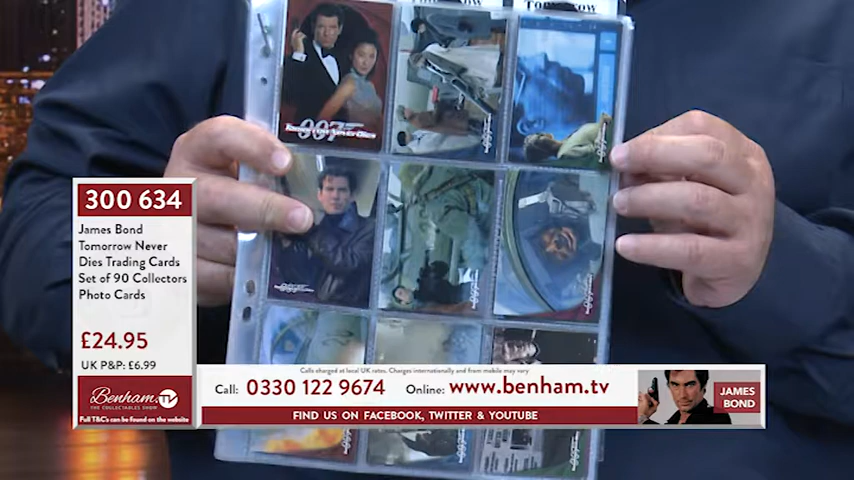 TOMORROW
007
TOMORROW NEVER DIES
300 634
James Bond
Tomorrow Never
Dies Trading Cards
Set of 90 Collectors
Photo Cards
£24.95
UK P&P: £6.99
Benham.TV
THE COLLECTABLES SHOW
Full T&C's can be found on the website
Calls charged at local UK rates. Charges internationally and from mobile may vary
Call: 0330 122 9674 Online: www.benham.tv
FIND US ON FACEBOOK, TWITTER & YOUTUBE
JAMES
BOND